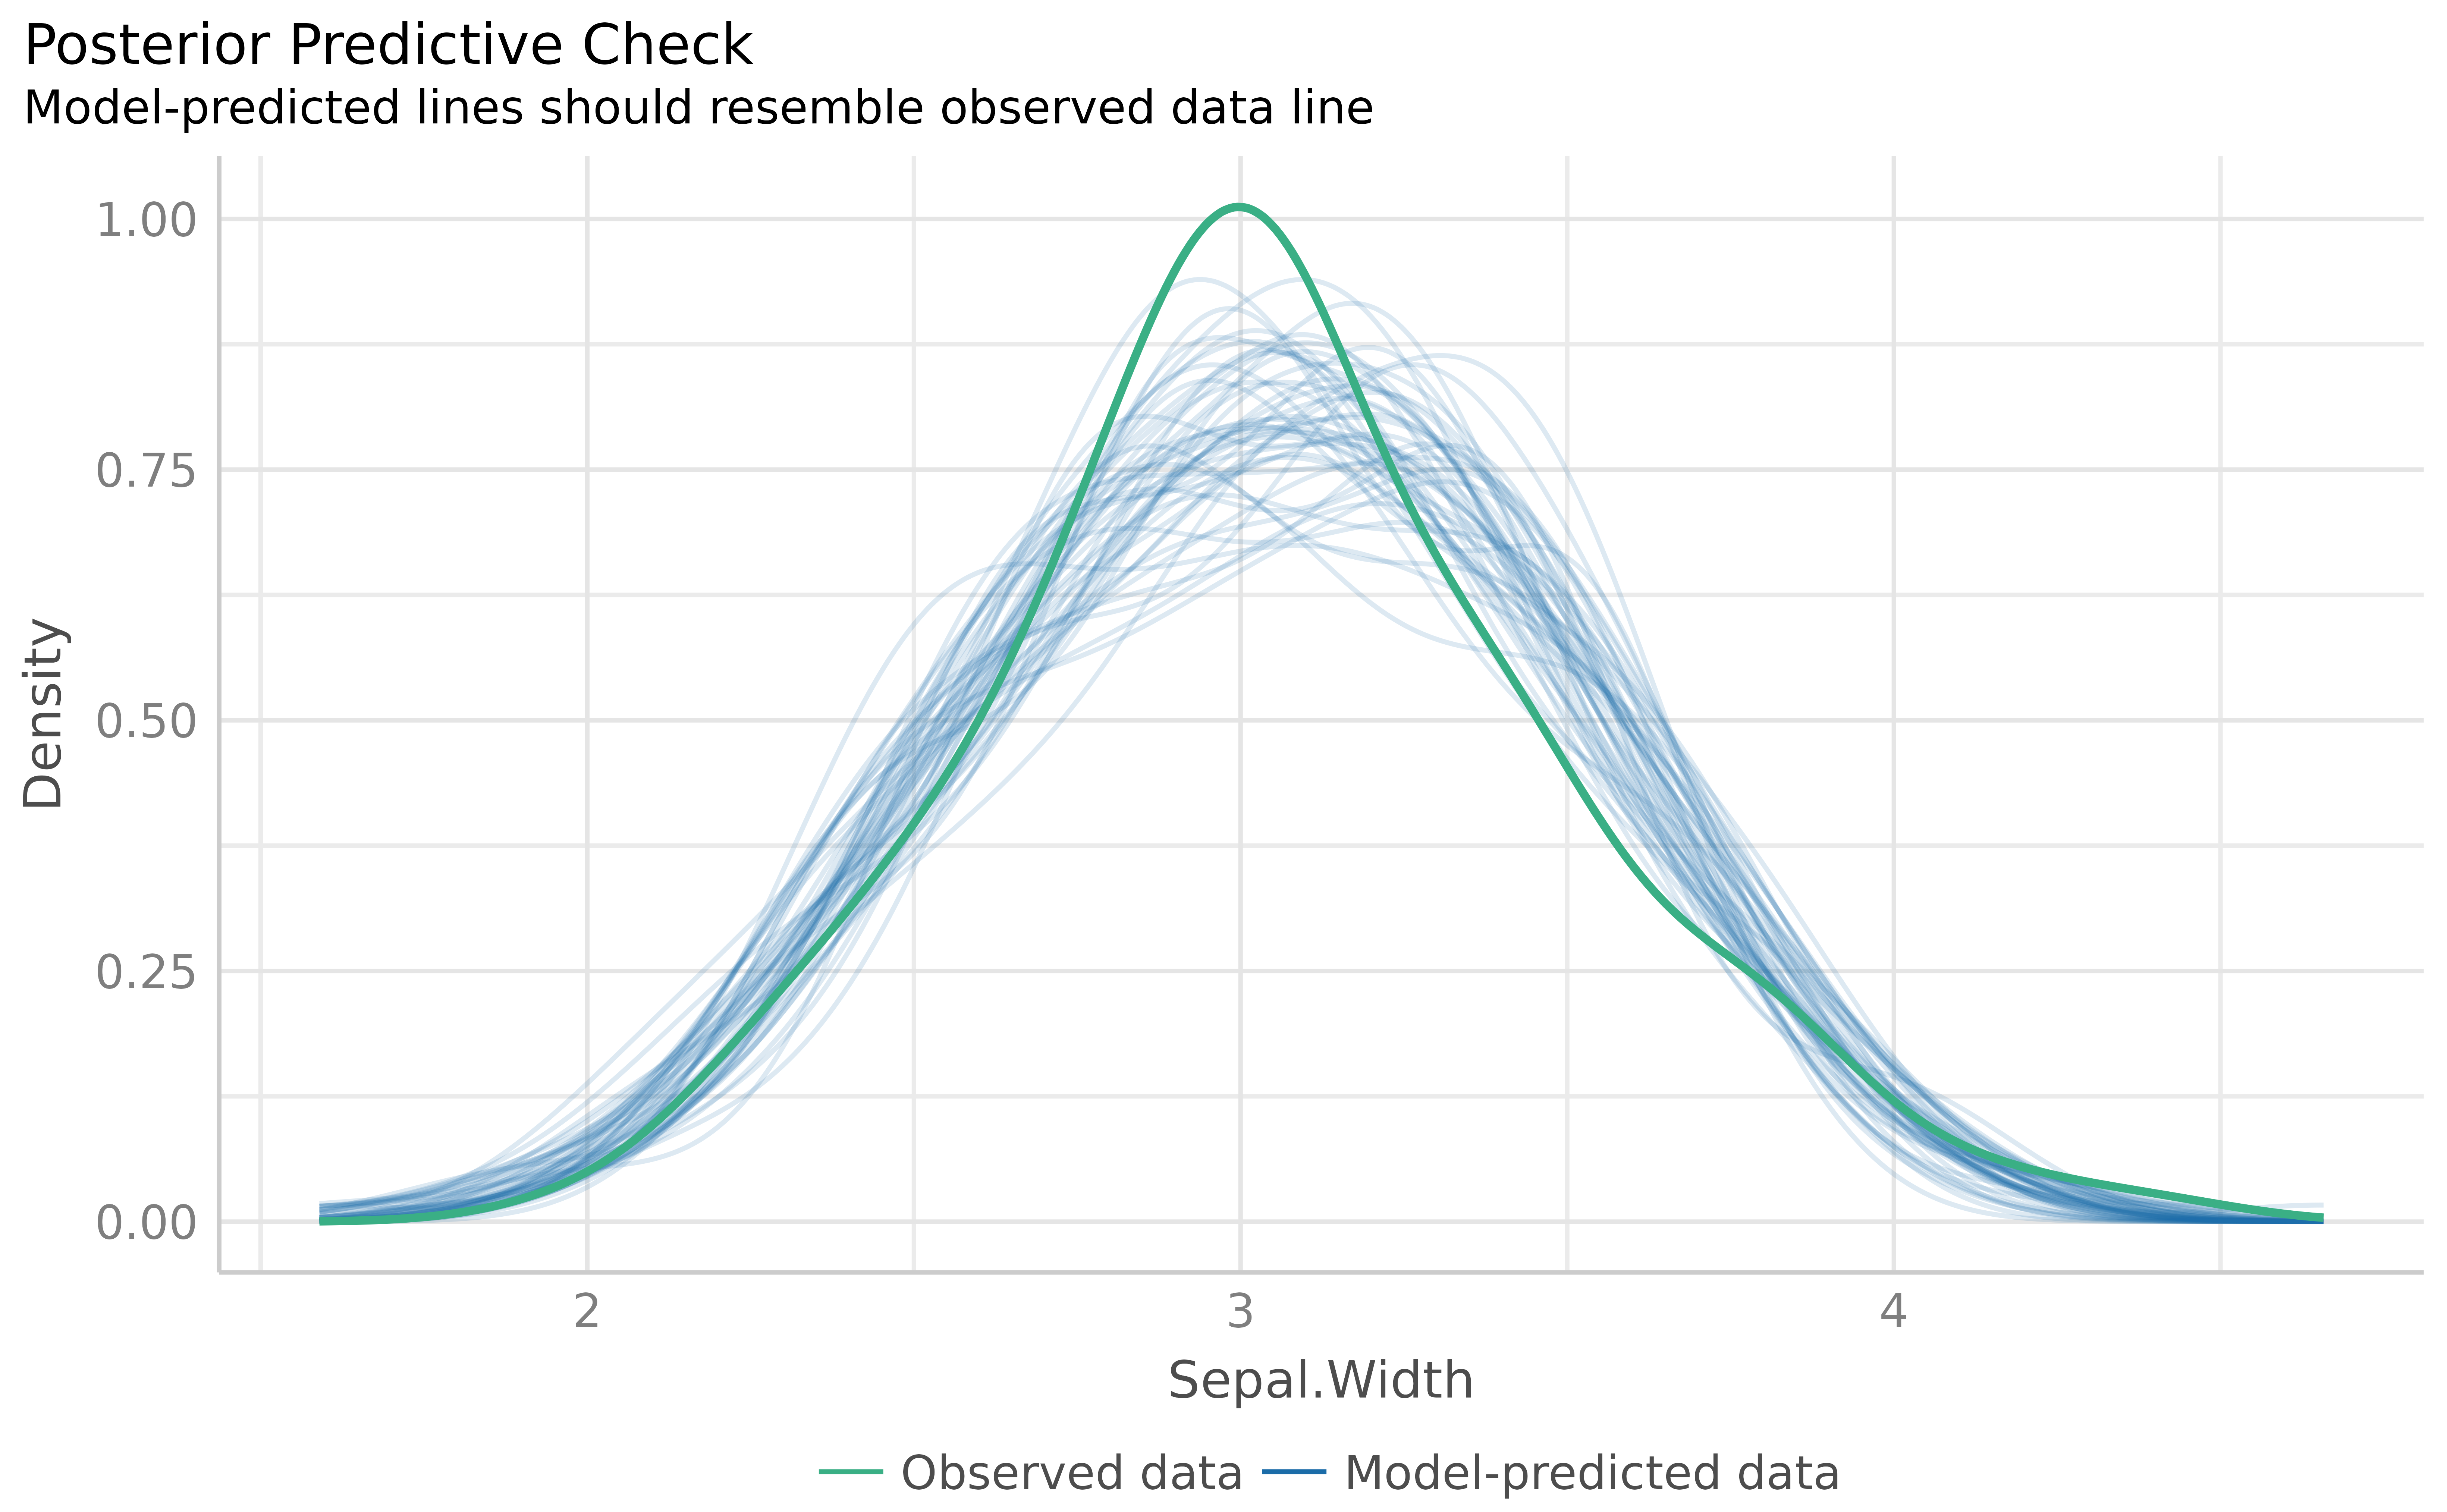 Posterior Predictive Check
Model-predicted lines should resemble observed data line
1.00
0.75
0.50
0.25
0.00
Density
2 3 4
Sepal.Width
Observed data Model-predicted data